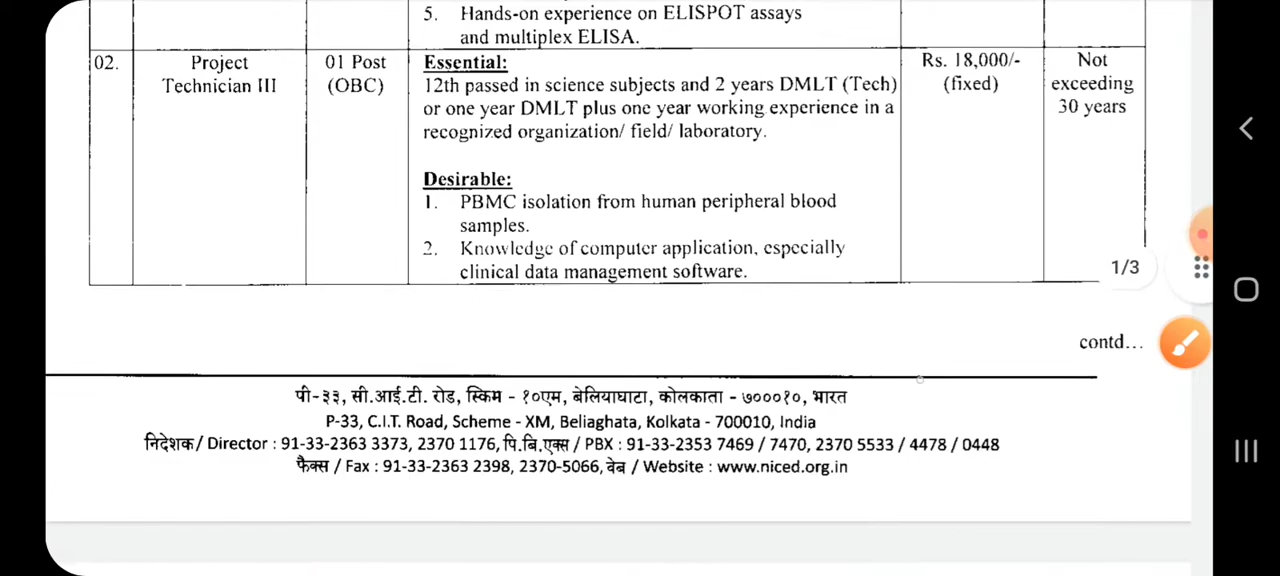 5. Hands-on experience on ELISPOT assays
and multiplex ELISA.
02.
Project
Technician III
01 Post
(OBC)
Essential:
12th passed in science subjects and 2 years DMLT (Tech)
or one year DMLT plus one year working experience in a
recognized organization/ field/ laboratory.
Desirable:
1. PBMC isolation from human peripheral blood
samples.
2. Knowledge of computer application, especially
clinical data management software.
Rs. 18,000/-
(fixed)
Not
exceeding
30 years
1/3
contd...
पी-३३, सी.आई.टी. रोड, स्किम - १०एम, बेलियाघाटा, कोलकाता - ७०००१०, भारत
P-33, C.I.T. Road, Scheme - XM, Beliaghata, Kolkata - 700010, India
निदेशक/ Director : 91-33-2363 3373, 2370 1176, पि.बि.एक्स / PBX : 91-33-2353 7469 / 7470, 2370 5533 / 4478 / 0448
फैक्स / Fax : 91-33-2363 2398, 2370-5066, वेब / Website : www.niced.org.in